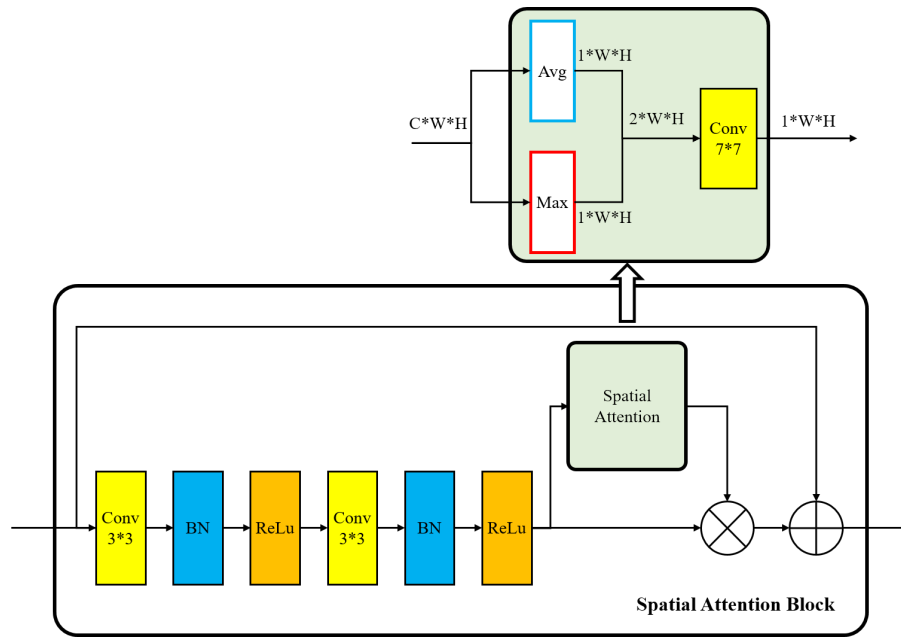 1*W*H
Avg
C*W*H
2*W*H
Conv
7*7
1*W*H
Max
1*W*H
Spatial
Attention
Conv
3*3
BN
ReLu
Conv
3*3
BN
ReLu
Spatial Attention Block